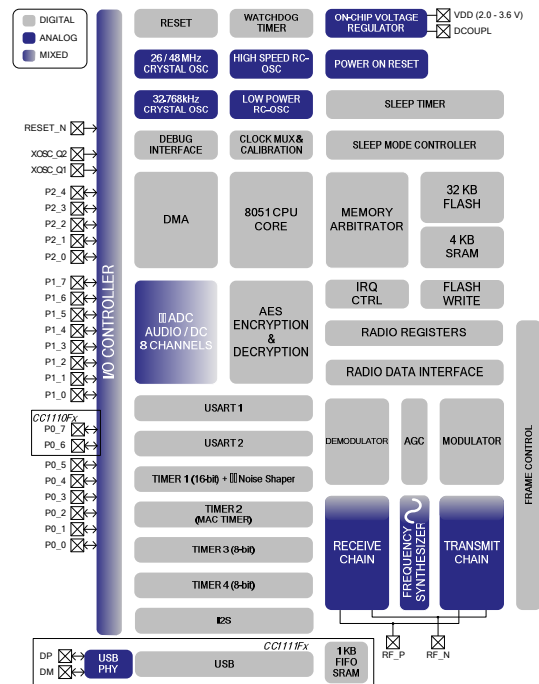 DIGITAL
ANALOG
MIXED
RESET
WATCHDOG
TIMER
ON-CHIP VOLTAGE
REGULATOR
VDD (2.0 - 3.6 V)
DCOUPL
26 / 48 MHz
CRYSTAL OSC
HIGH SPEED RC-
OSC
POWER ON RESET
32.768kHz
CRYSTAL OSC
LOW POWER
RC-OSC
SLEEP TIMER
RESET_N
XOSC_Q2
XOSC_Q1
P2_4
P2_3
P2_2
P2_1
P2_0
P1_7
P1_6
P1_5
P1_4
P1_3
P1_2
P1_1
P1_0
CC1110Fx
P0_7
P0_6
P0_5
P0_4
P0_3
P0_2
P0_1
P0_0
I/O CONTROLLER
DEBUG
INTERFACE
CLOCK MUX &
CALIBRATION
SLEEP MODE CONTROLLER
DMA
8051 CPU
CORE
MEMORY
ARBITRATOR
32 KB
FLASH
4 KB
SRAM
ADC
AUDIO / DC
8 CHANNELS
AES
ENCRYPTION
&
DECRYPTION
IRQ
CTRL
FLASH
WRITE
RADIO REGISTERS
RADIO DATA INTERFACE
USART 1
USART 2
TIMER 1 (16-bit) + Noise Shaper
TIMER 2
(MAC TIMER)
TIMER 3 (8-bit)
TIMER 4 (8-bit)
I2S
DEMODULATOR
AGC
MODULATOR
FRAME CONTROL
RECEIVE
CHAIN
FREQUENCY
SYNTHESIZER
TRANSMIT
CHAIN
RF_P
RF_N
CC1111Fx
DP
DM
USB
PHY
USB
1 KB
FIFO
SRAM